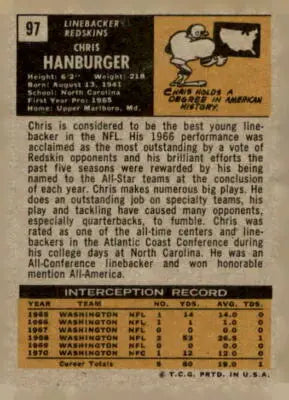 97
LINEBACKER
REDSKINS
CHRIS
HANBURGER
Height: 6'2" Weight: 218
Born: August 13, 1941
School: North Carolina
First Year Pro: 1965
Home: Upper Marlboro, Md.
CHRIS HOLDS A
DEGREE IN AMERICAN
HISTORY.
Chris is considered to be the best young line-
backer in the NFL. His 1966 performance was
acclaimed as the most outstanding by a vote of
Redskin opponents and his brilliant efforts the
past five seasons were rewarded by his being
named to the All-Star teams at the conclusion
of each year. Chris makes numerous big plays. He
does an outstanding job on specialty teams, his
play and tackling have caused many opponents,
especially quarterbacks, to fumble. Chris was
rated as one of the all-time centers and line-
backers in the Atlantic Coast Conference during
his college days at North Carolina. He was an
All-Conference linebacker and won honorable
mention All-America.
INTERCEPTION RECORD
YEAR TEAM NO. YDS. AVG. TDS.
1965 WASHINGTON NFL 1 14 14.0 0
1966 WASHINGTON NFL 1 1 1.0 0
1967 WASHINGTON NFL
1968 WASHINGTON NFL 2 53 26.5 1
1969 WASHINGTON NFL
1970 WASHINGTON NFC 1 12 12.0 0
Career Totals 5 80 1
© T.C.G. PRTD. IN U.S.A.